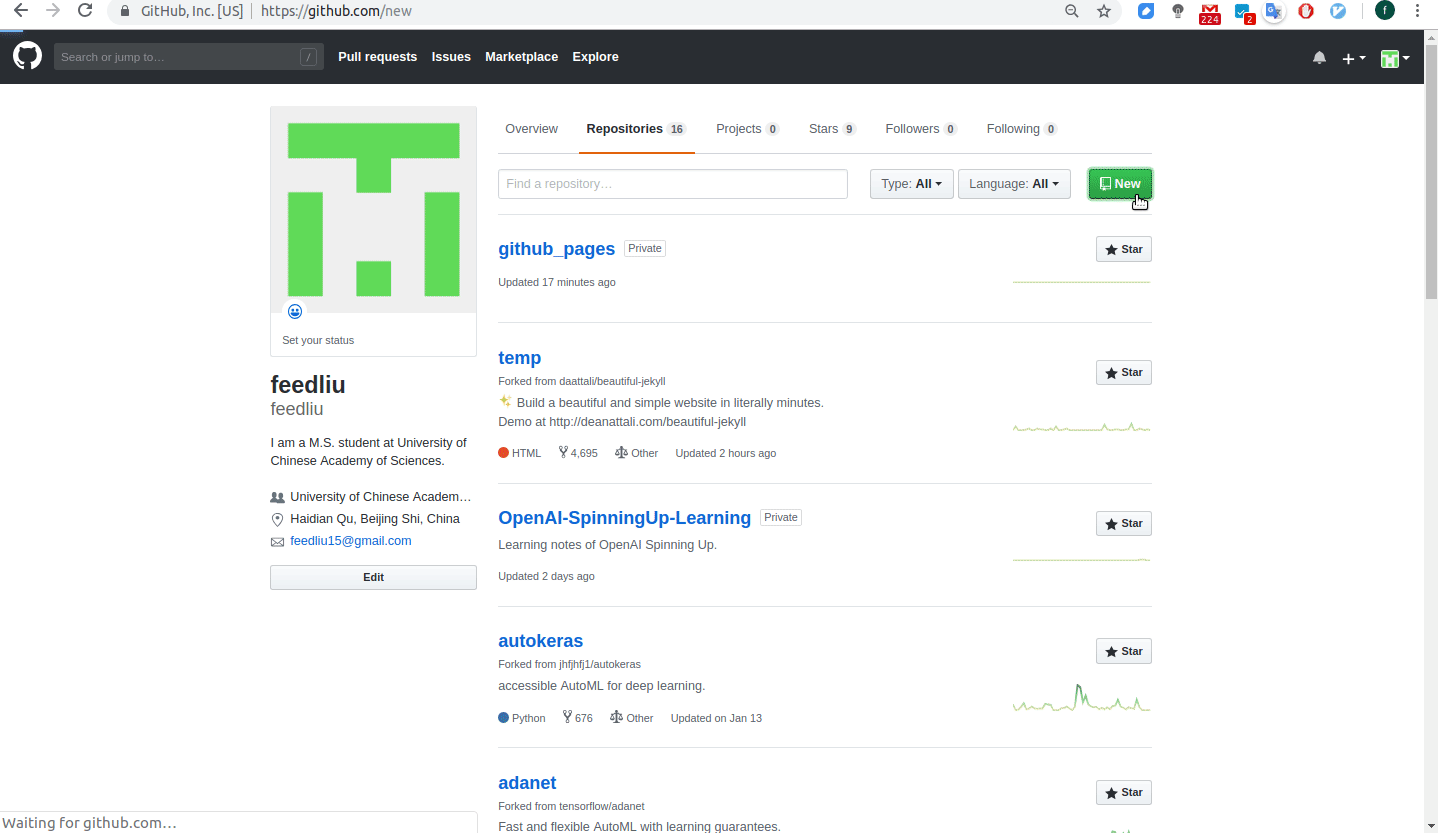 GitHub, Inc. [US] https://github.com/new
224
2
f
Search or jump to… /
Pull requests Issues Marketplace Explore
Overview Repositories 16 Projects 0 Stars 9 Followers 0 Following 0
Find a repository…
Type: All
Language: All
New
Set your status
feedliu
feedliu
I am a M.S. student at University of
Chinese Academy of Sciences.
University of Chinese Academ…
Haidian Qu, Beijing Shi, China
feedliu15@gmail.com
Edit
github_pages Private
Star
Updated 17 minutes ago
temp
Star
Forked from daattali/beautiful-jekyll
Build a beautiful and simple website in literally minutes.
Demo at http://deanattali.com/beautiful-jekyll
HTML 4,695 Other Updated 2 hours ago
OpenAI-SpinningUp-Learning Private
Star
Learning notes of OpenAI Spinning Up.
Updated 2 days ago
autokeras
Star
Forked from jhfjhfj1/autokeras
accessible AutoML for deep learning.
Python 676 Other Updated on Jan 13
adanet
Star
Forked from tensorflow/adanet
Fast and flexible AutoML with learning guarantees.
Waiting for github.com…